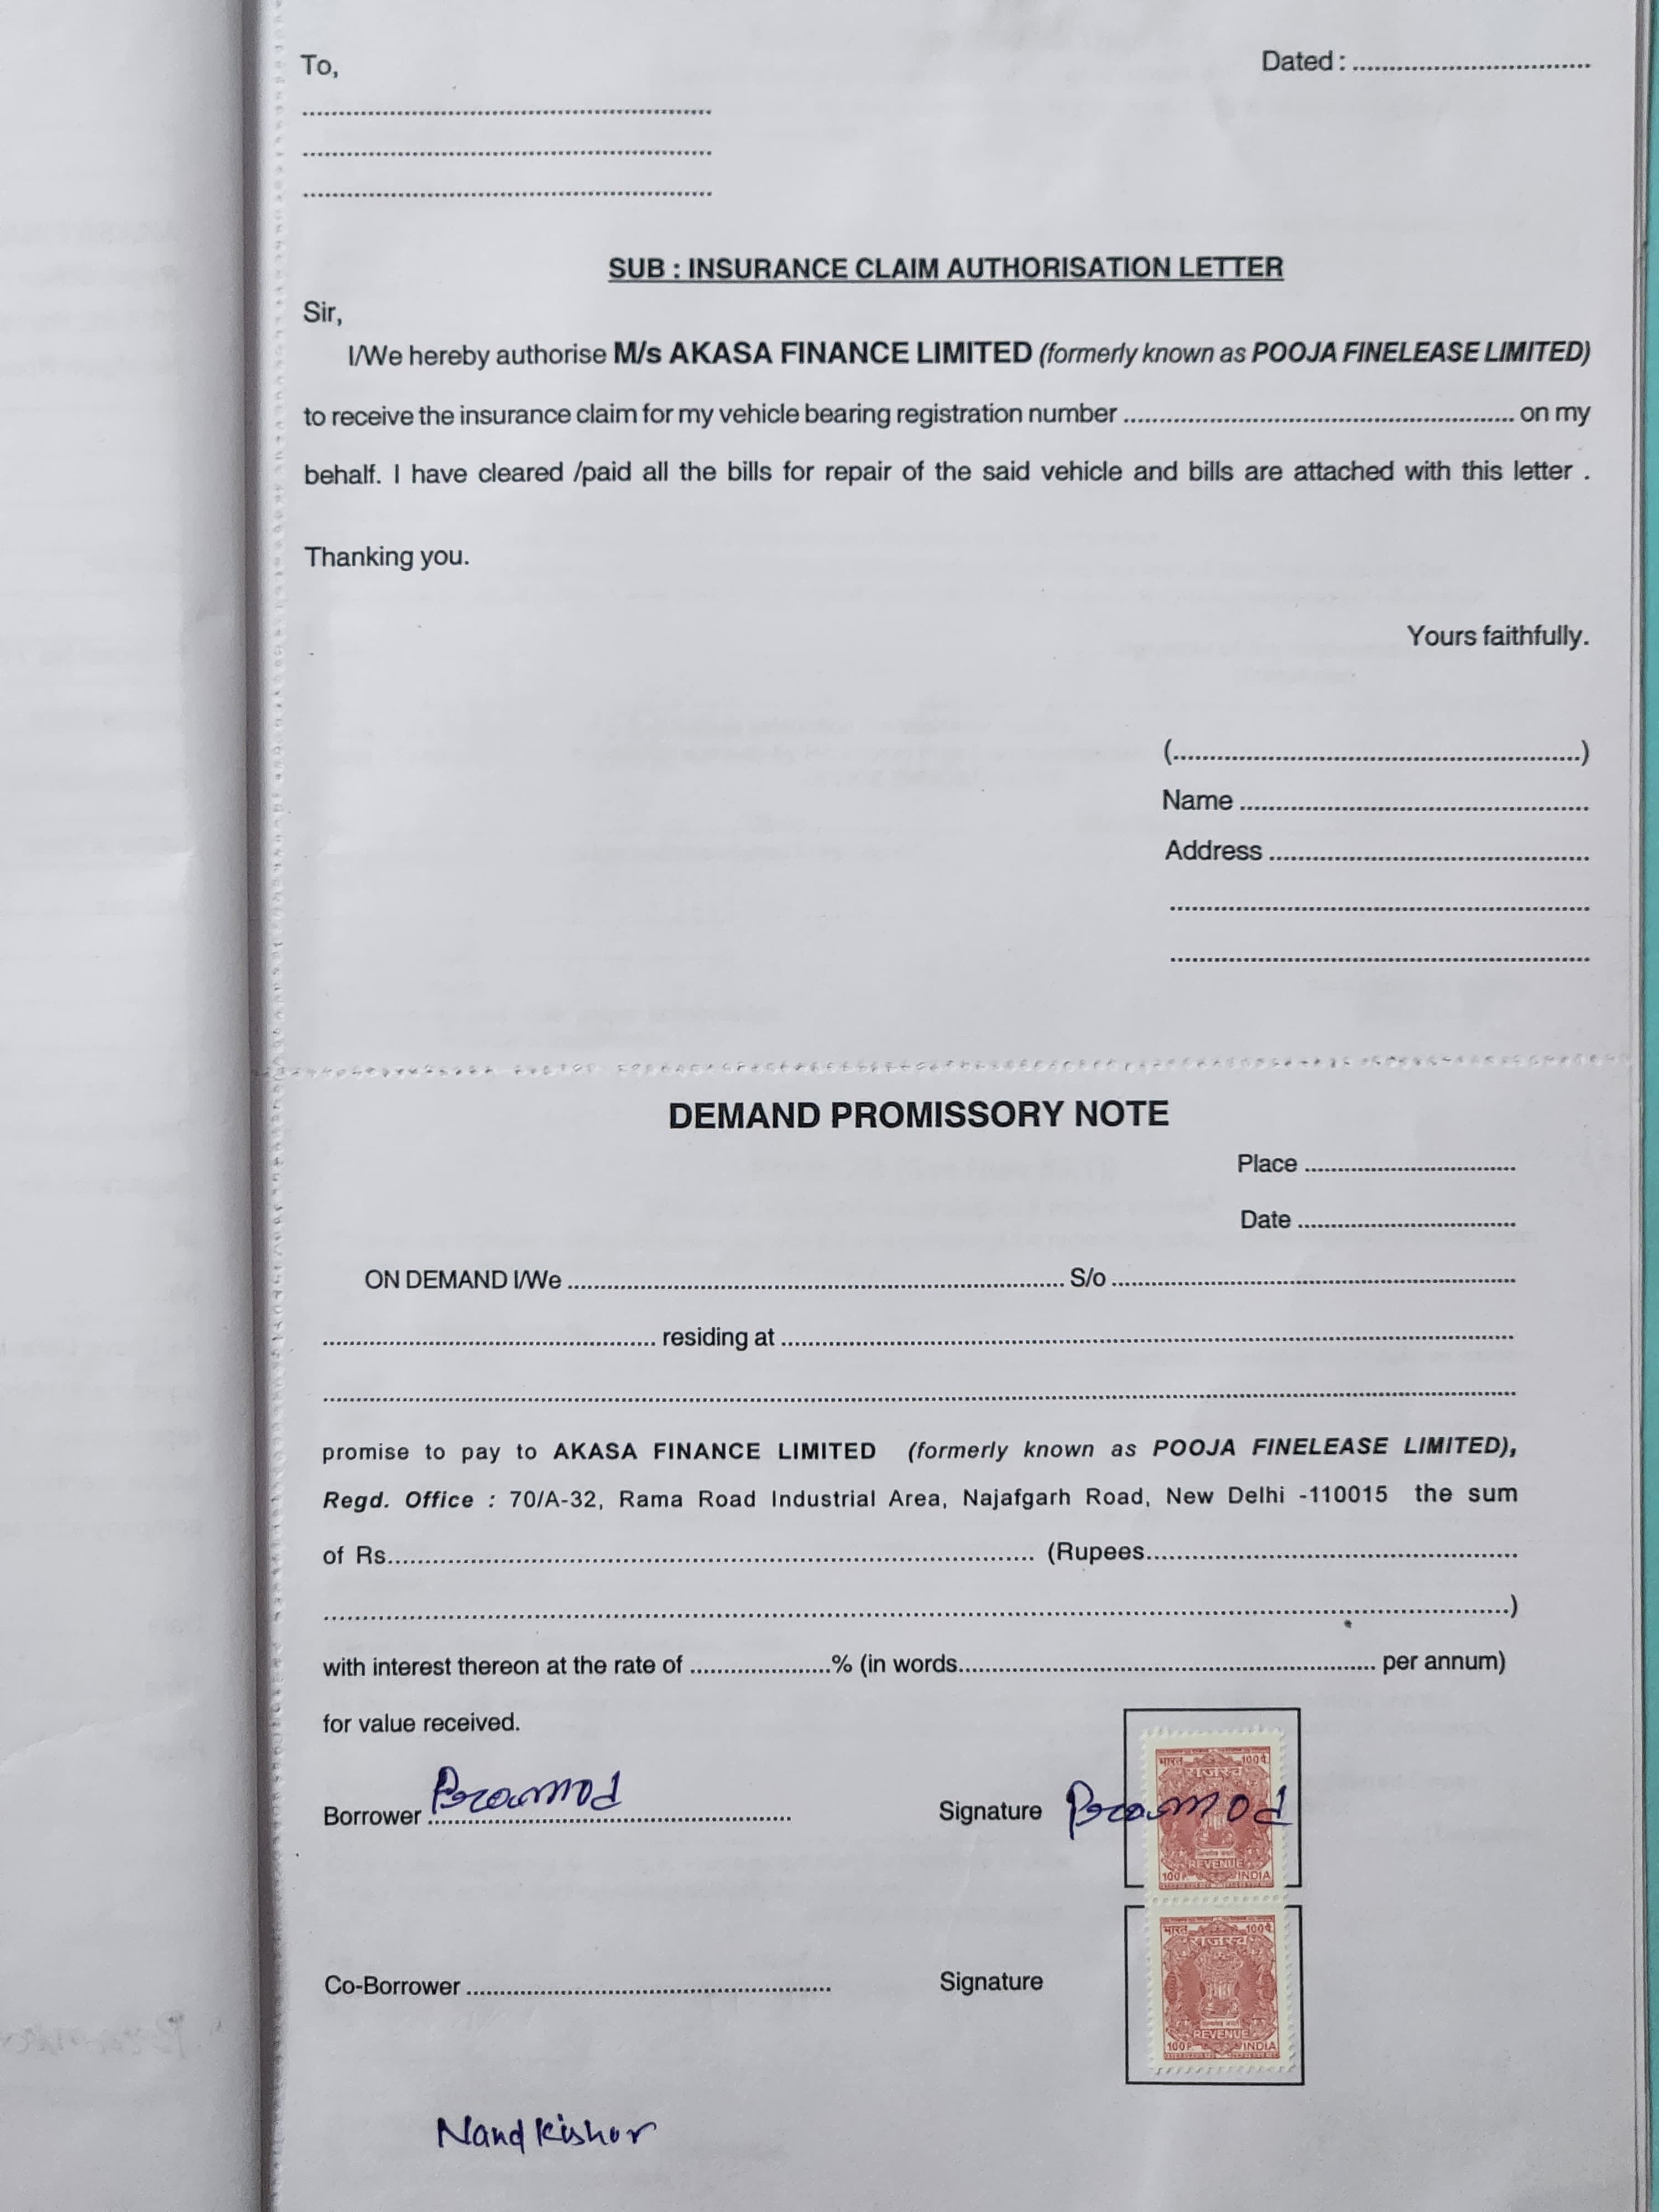 To,
Dated : ................................
........................................................
........................................................
........................................................
SUB : INSURANCE CLAIM AUTHORISATION LETTER
Sir,
I/We hereby authorise M/s AKASA FINANCE LIMITED (formerly known as POOJA FINELEASE LIMITED)
to receive the insurance claim for my vehicle bearing registration number ..................................................... on my
behalf. I have cleared /paid all the bills for repair of the said vehicle and bills are attached with this letter .
Thanking you.
Yours faithfully.
(........................................................)
Name ................................................
Address ............................................
..........................................................
..........................................................
DEMAND PROMISSORY NOTE
Place .............................
Date ..............................
ON DEMAND I/We .................................................................... S/o .......................................................
.............................................. residing at ....................................................................................................
....................................................................................................................................................................
promise to pay to AKASA FINANCE LIMITED (formerly known as POOJA FINELEASE LIMITED),
Regd. Office : 70/A-32, Rama Road Industrial Area, Najafgarh Road, New Delhi -110015 the sum
of Rs......................................................................................... (Rupees...................................................
..................................................................................................................................................................)
with interest thereon at the rate of ...................% (in words......................................................... per annum)
for value received.
Borrower Pramod
Signature Pramod
भारत 100पै.
राजस्व
REVENUE
100P. INDIA
Co-Borrower ..................................................
Signature
भारत 100पै.
राजस्व
REVENUE
100P. INDIA
Nand Kishor